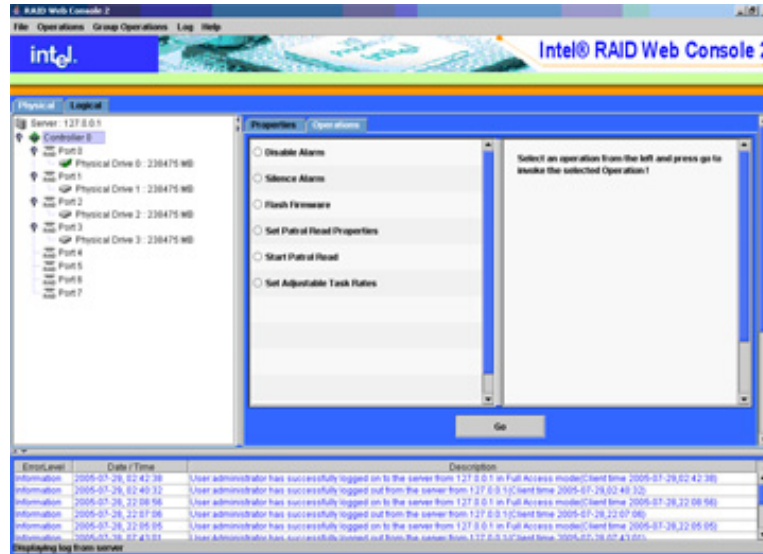 RAID Web Console 2
File Operations Group Operations Log Help
intel.
Intel® RAID Web Console 2
Physical Logical
Server : 127.0.0.1
Controller 0
Port 0
Physical Drive 0 : 238475 MB
Port 1
Physical Drive 1 : 238475 MB
Port 2
Physical Drive 2 : 238475 MB
Port 3
Physical Drive 3 : 238475 MB
Port 4
Port 5
Port 6
Port 7
Properties Operations
Disable Alarm
Silence Alarm
Flash Firmware
Set Patrol Read Properties
Start Patrol Read
Set Adjustable Task Rates
Select an operation from the left and press go to
invoke the selected Operation !
Go
ErrorLevel Date / Time Description
Information 2005-07-29, 02:42:38 User administrator has successfully logged on to the server from 127.0.0.1 in Full Access mode(Client time 2005-07-29,02:42:38)
Information 2005-07-29, 02:40:32 User administrator has successfully logged out from the server from 127.0.0.1(Client time 2005-07-29,02:40:32)
Information 2005-07-28, 22:08:56 User administrator has successfully logged on to the server from 127.0.0.1 in Full Access mode(Client time 2005-07-28,22:08:56)
Information 2005-07-28, 22:07:06 User administrator has successfully logged out from the server from 127.0.0.1(Client time 2005-07-28,22:07:06)
Information 2005-07-28, 22:05:05 User administrator has successfully logged on to the server from 127.0.0.1 in Full Access mode(Client time 2005-07-28,22:05:05)
Displaying log from server